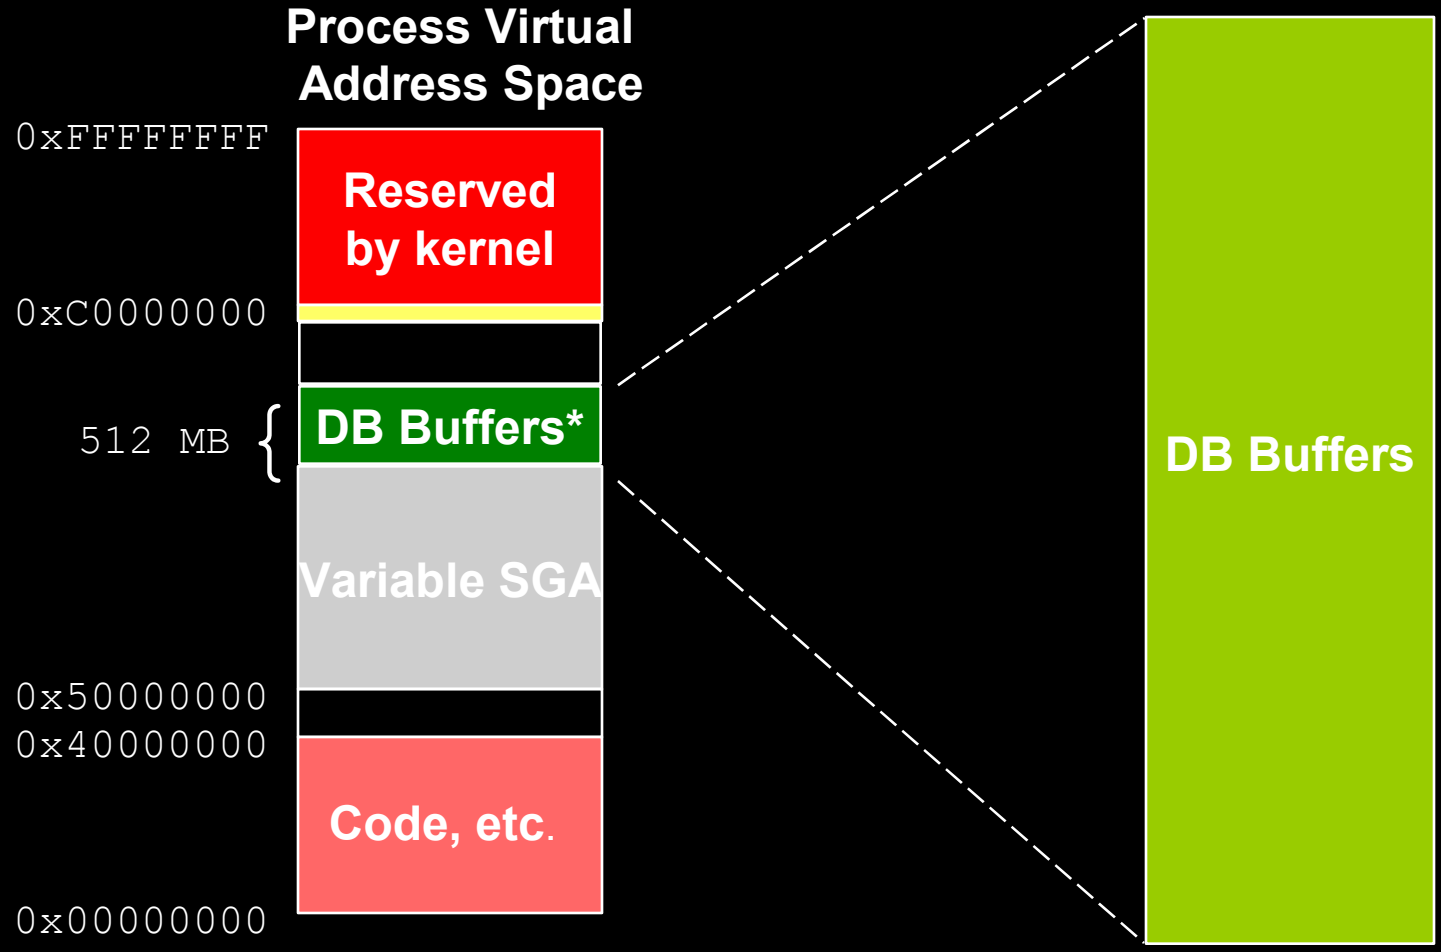 Process Virtual
Address Space
0xFFFFFFFF
Reserved
by kernel
0xC0000000
DB Buffers*
512 MB {
DB Buffers
Variable SGA
0x50000000
0x40000000
Code, etc.
0x00000000